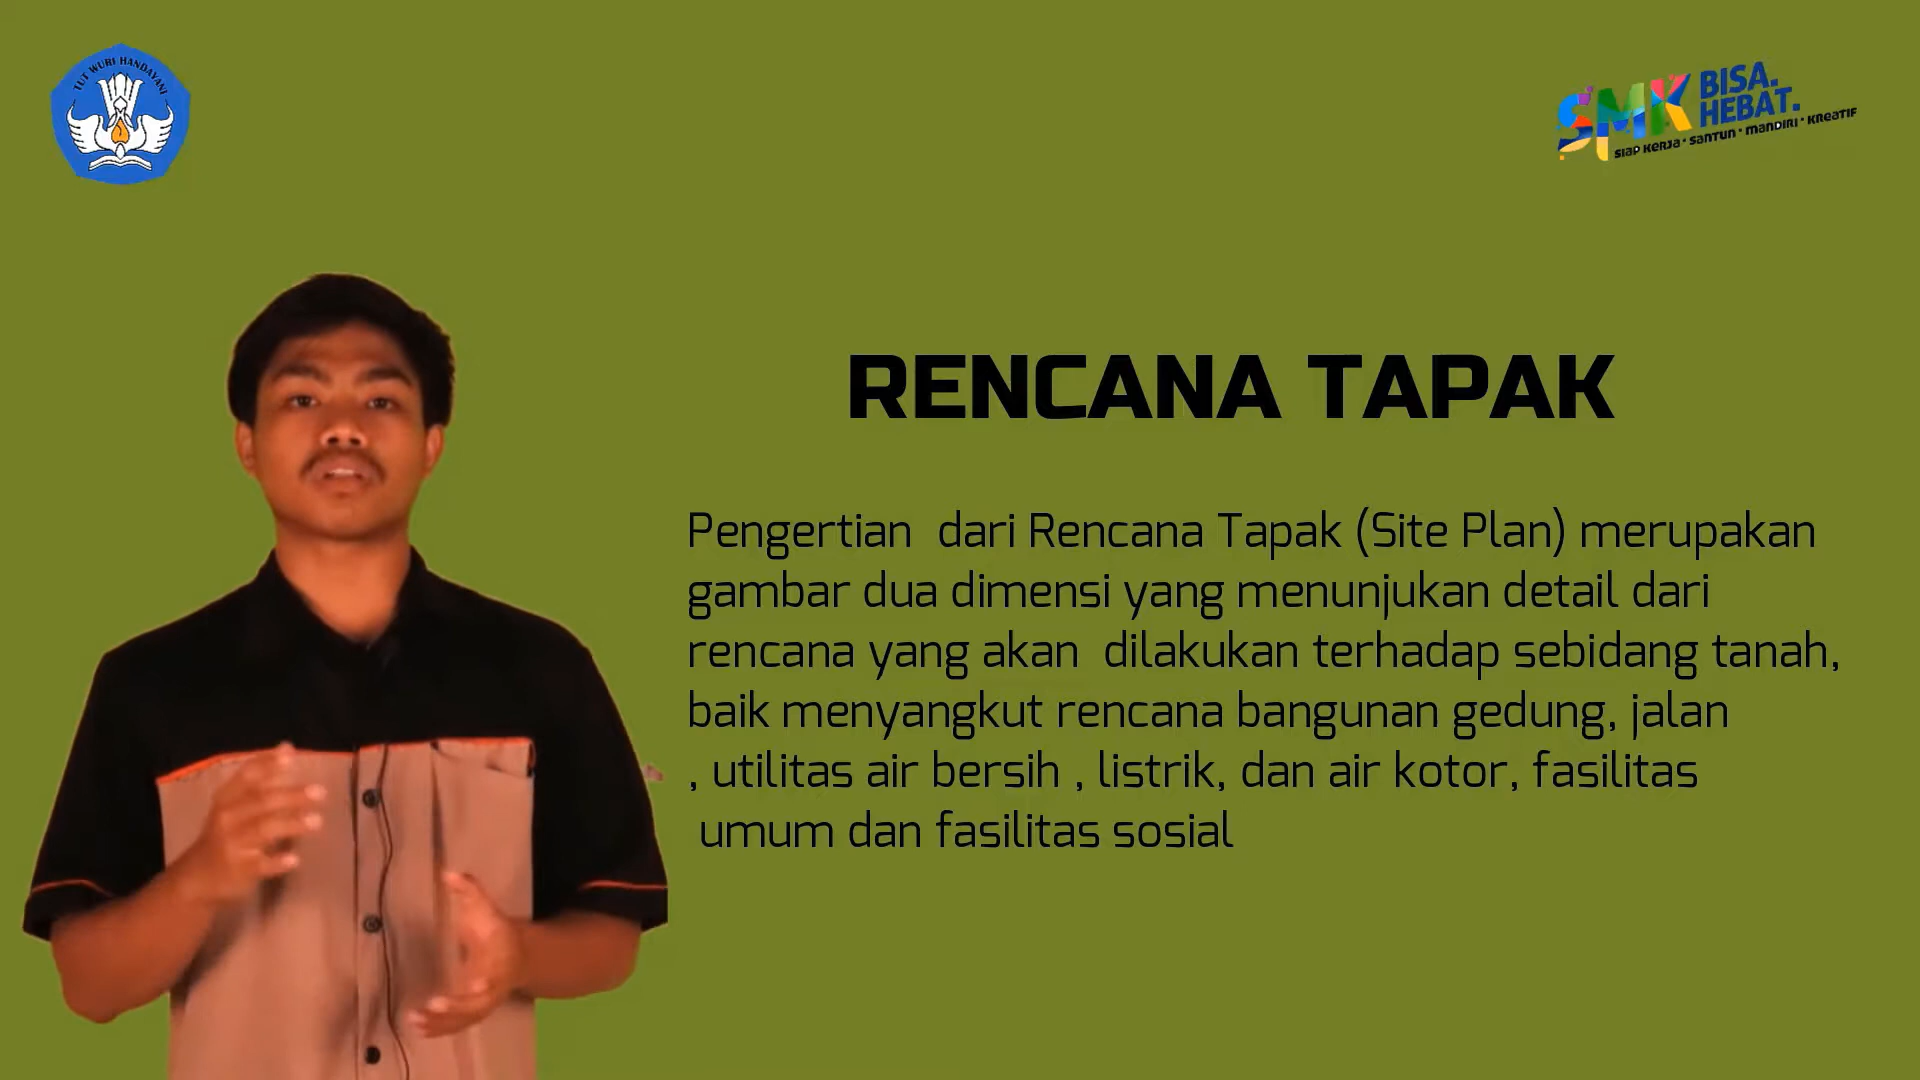 TUT WURI HANDAYANI
SMK BISA.
HEBAT.
SIAP KERJA • SANTUN • MANDIRI • KREATIF
RENCANA TAPAK
Pengertian  dari Rencana Tapak (Site Plan) merupakan
gambar dua dimensi yang menunjukan detail dari
rencana yang akan  dilakukan terhadap sebidang tanah,
baik menyangkut rencana bangunan gedung, jalan
, utilitas air bersih , listrik, dan air kotor, fasilitas
umum dan fasilitas sosial